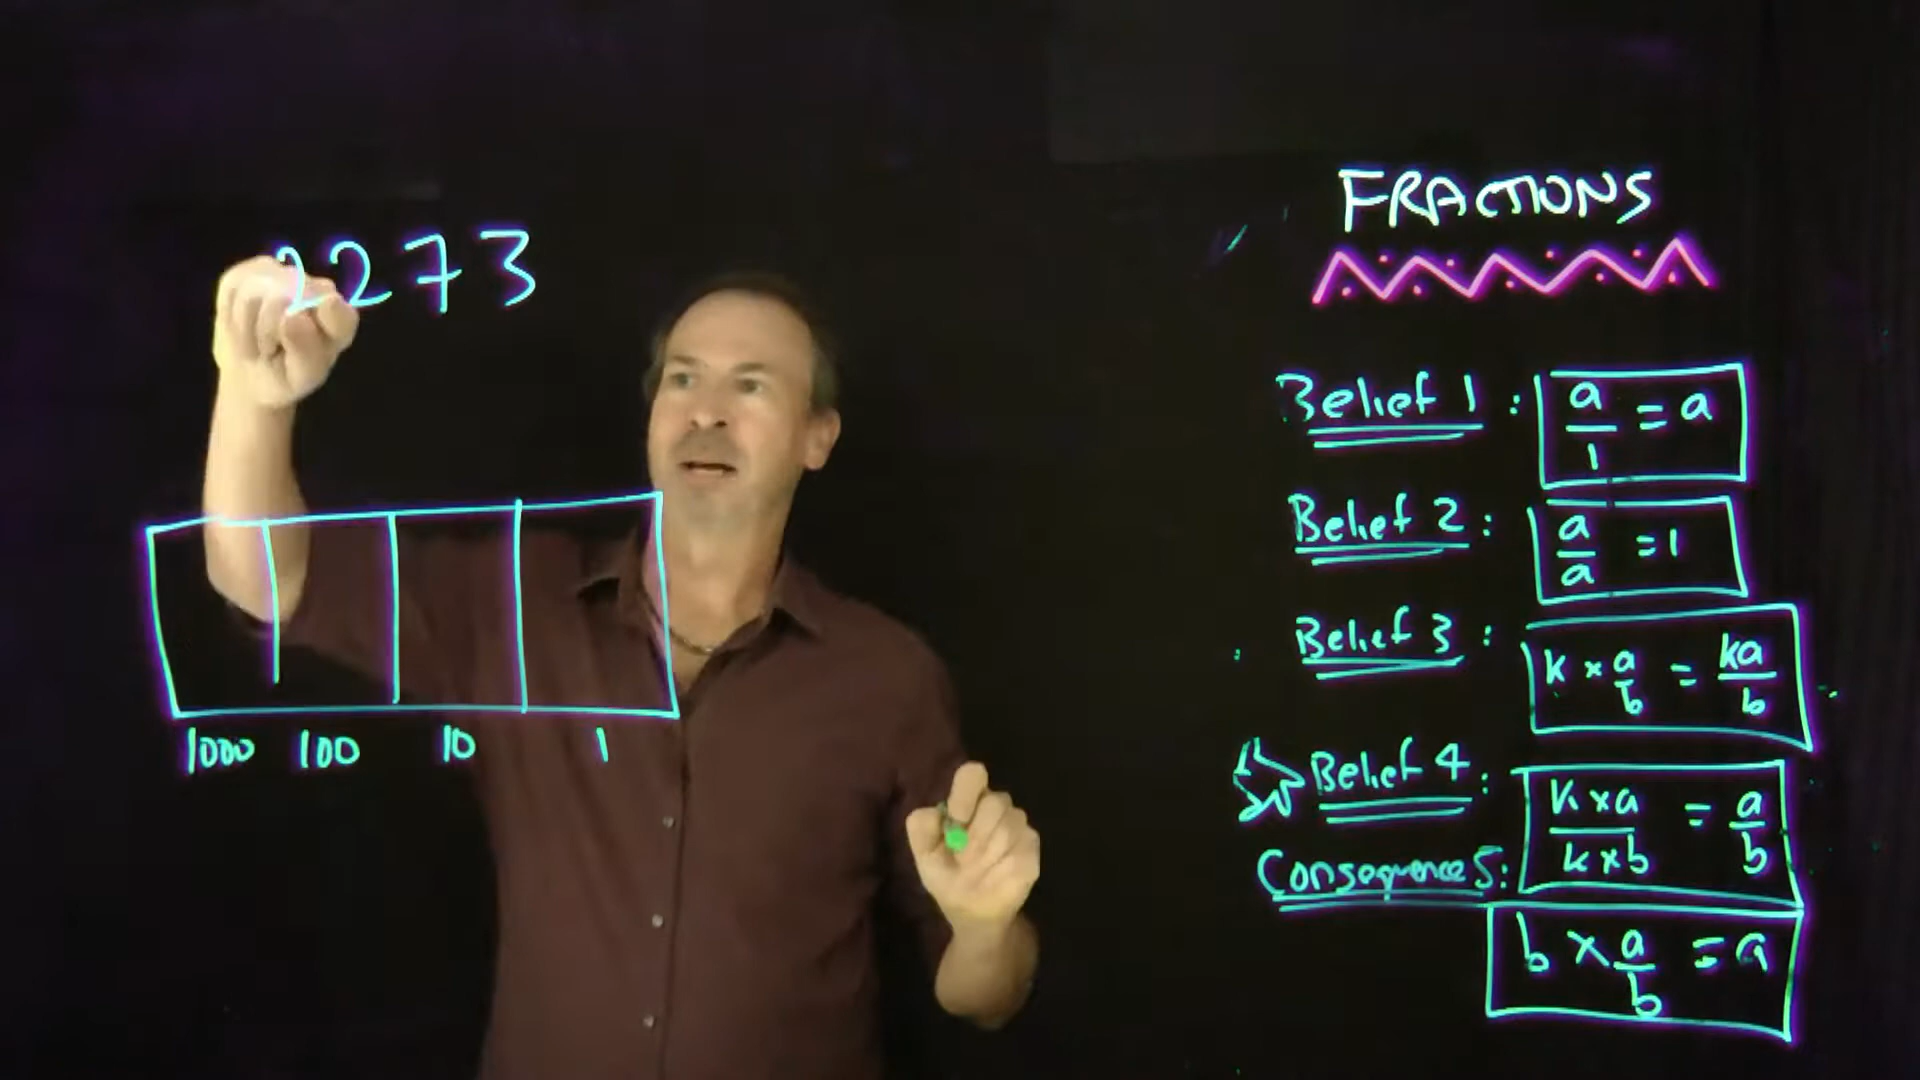 2273
1000 100 10 1
FRACTIONS
Belief 1 : a/1 = a
Belief 2 : a/a = 1
Belief 3 : k × a/b = ka/b
Belief 4 : k × a / k × b = a/b
Consequence 5 : b × a/b = a